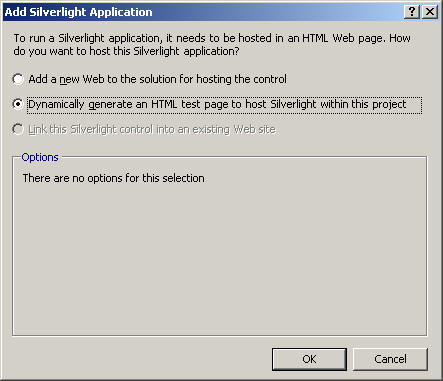 Add Silverlight Application
To run a Silverlight application, it needs to be hosted in an HTML Web page. How
do you want to host this Silverlight application?
Add a new Web to the solution for hosting the control
Dynamically generate an HTML test page to host Silverlight within this project
Link this Silverlight control into an existing Web site
Options
There are no options for this selection
OK
Cancel